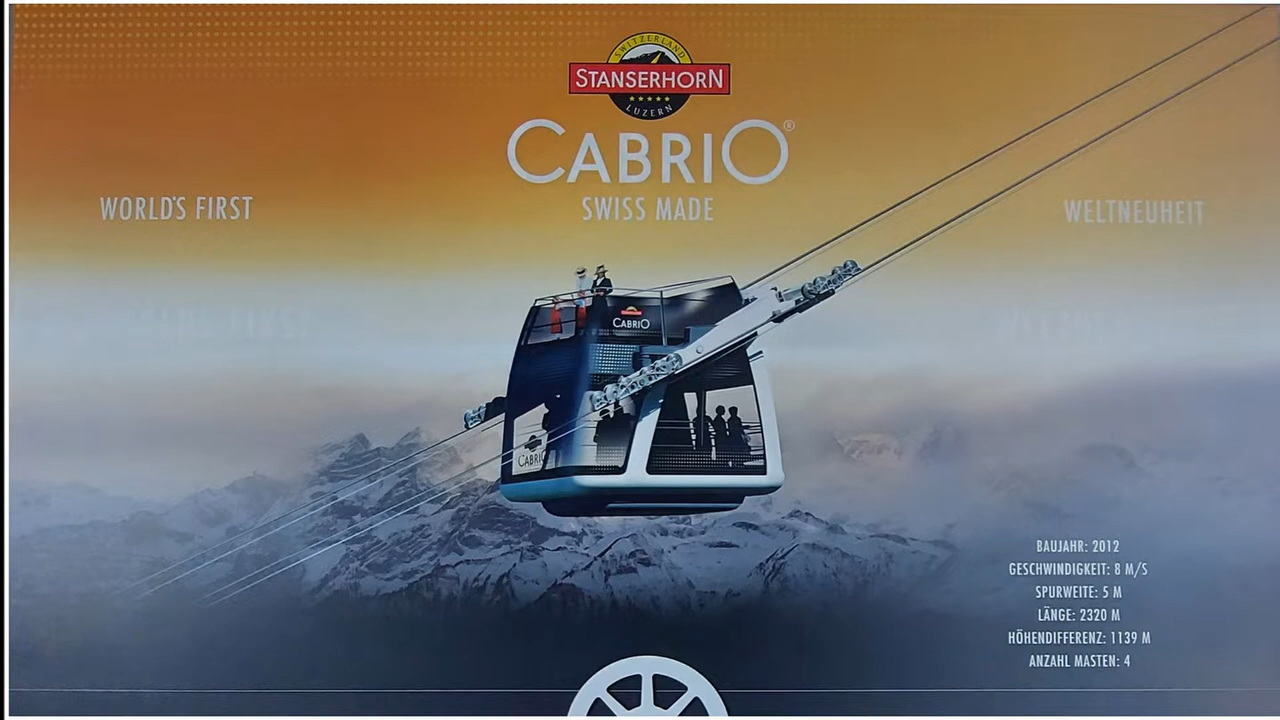 SWITZERLAND
STANSERHORN
LUZERN
CABRIO®
WORLD'S FIRST
SWISS MADE
WELTNEUHEIT
CABRIO
CABRIO
BAUJAHR: 2012
GESCHWINDIGKEIT: 8 M/S
SPURWEITE: 5 M
LÄNGE: 2320 M
HÖHENDIFFERENZ: 1139 M
ANZAHL MASTEN: 4